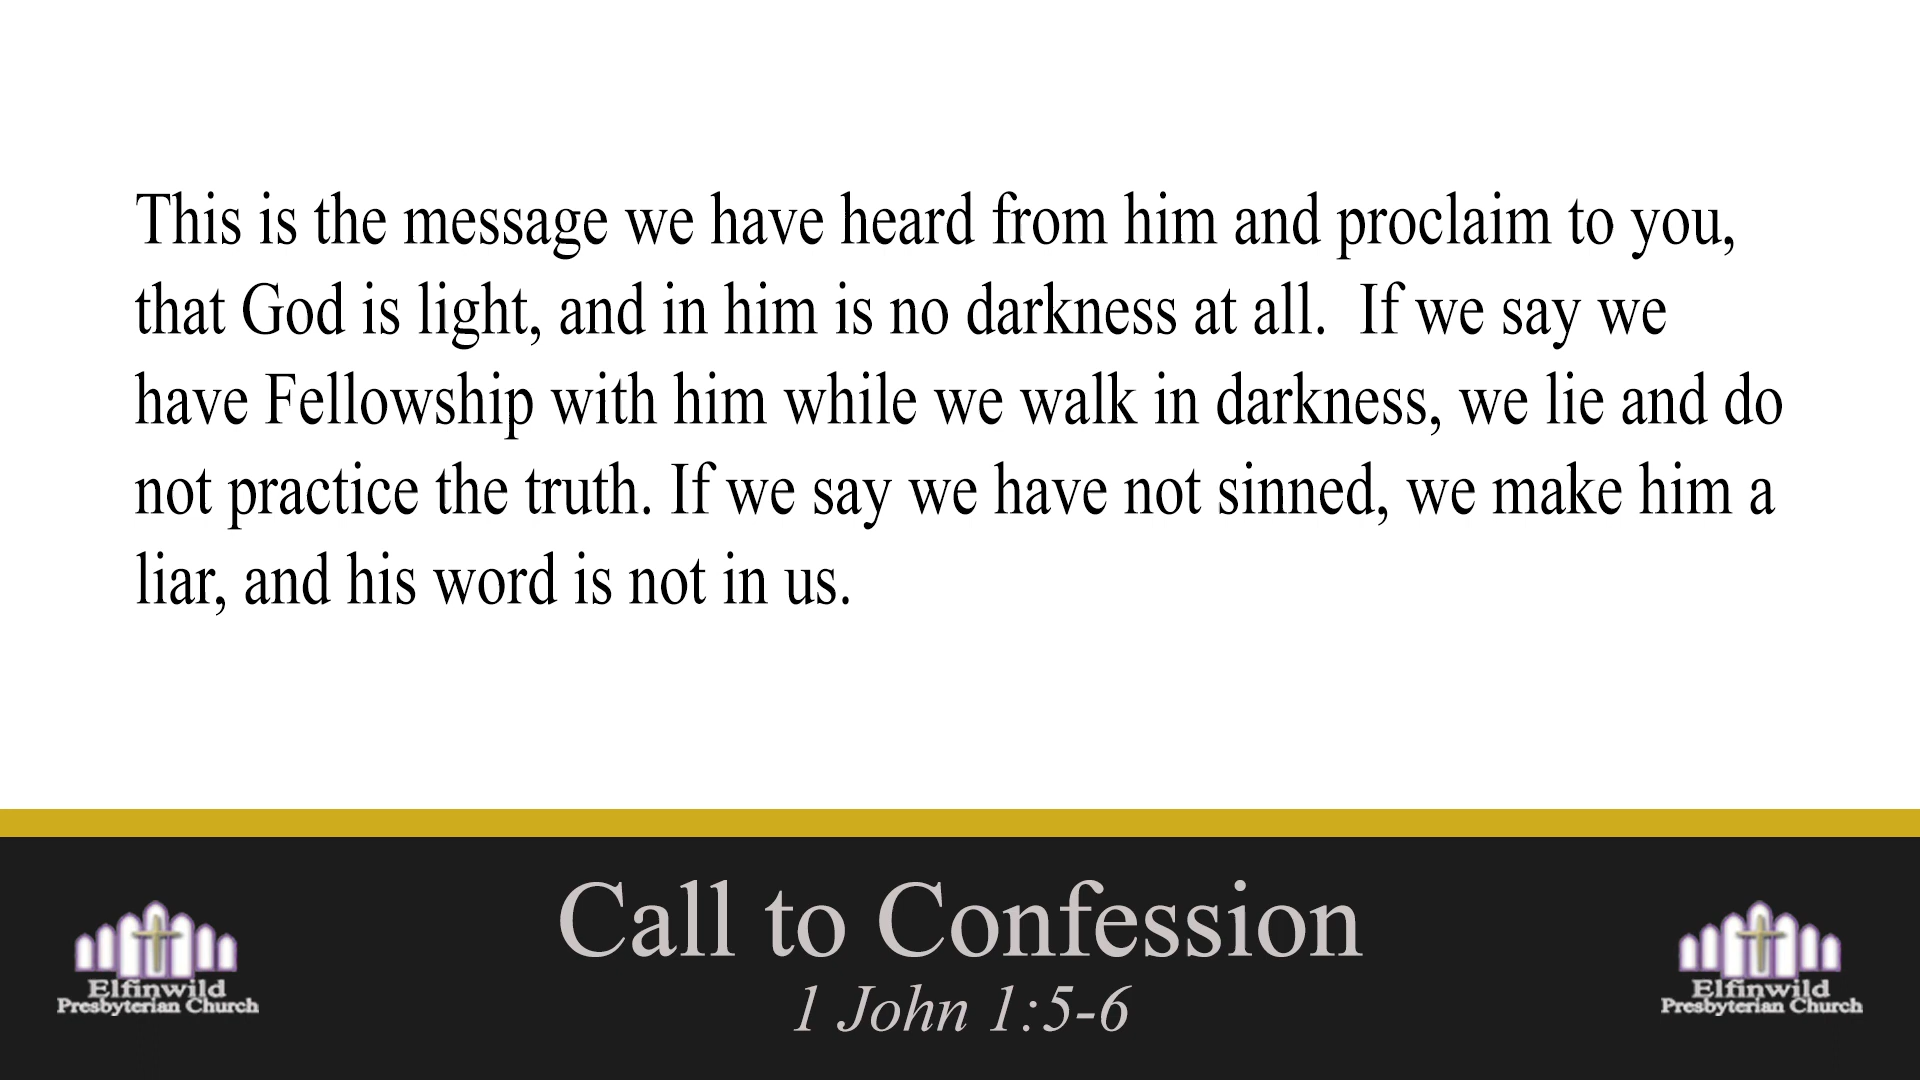 This is the message we have heard from him and proclaim to you,
that God is light, and in him is no darkness at all.  If we say we
have Fellowship with him while we walk in darkness, we lie and do
not practice the truth. If we say we have not sinned, we make him a
liar, and his word is not in us.
Call to Confession
1 John 1:5-6
Elfinwild
Presbyterian Church
Elfinwild
Presbyterian Church